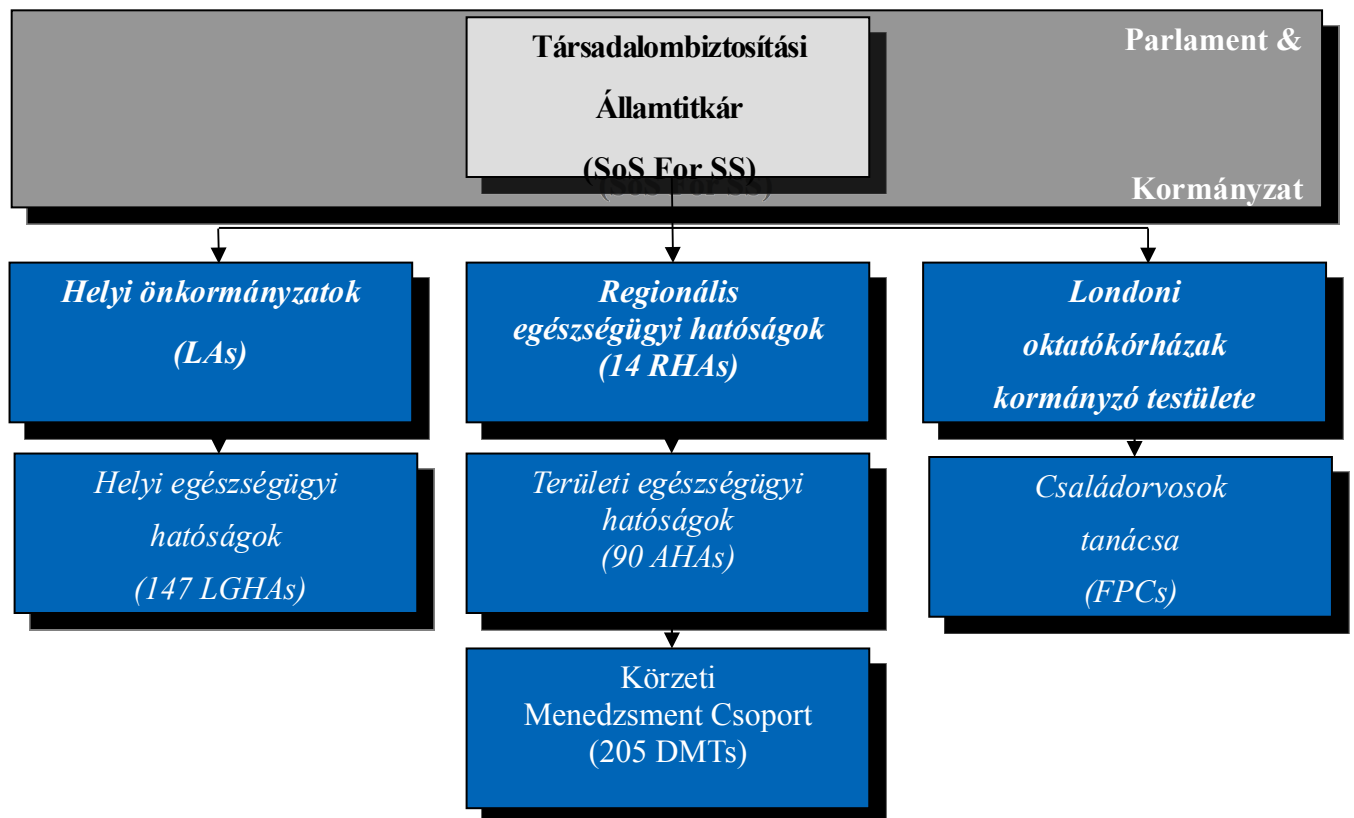 Társadalombiztosítási
Államtitkár
(SoS For SS)
Parlament &
Kormányzat
Helyi önkormányzatok
(LAs)
Regionális
egészségügyi hatóságok
(14 RHAs)
Londoni
oktatókórházak
kormányzó testülete
Helyi egészségügyi
hatóságok
(147 LGHAs)
Területi egészségügyi
hatóságok
(90 AHAs)
Családorvosok
tanácsa
(FPCs)
Körzeti
Menedzsment Csoport
(205 DMTs)